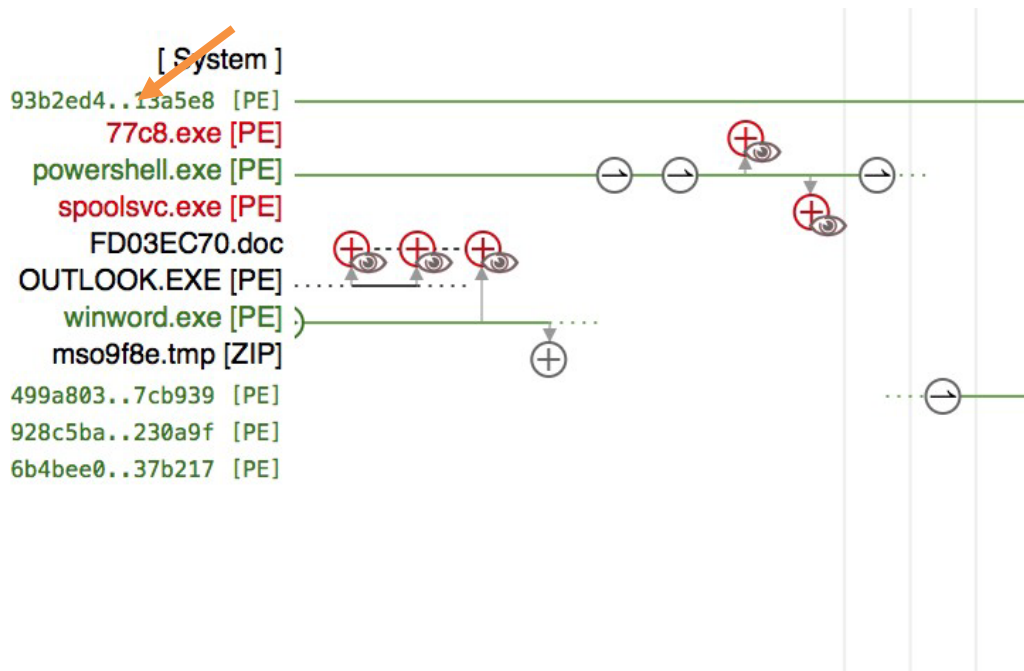 [ System ]
93b2ed4..13a5e8 [PE]
77c8.exe [PE]
powershell.exe [PE]
spoolsvc.exe [PE]
FD03EC70.doc
OUTLOOK.EXE [PE]
winword.exe [PE]
mso9f8e.tmp [ZIP]
499a803..7cb939 [PE]
928c5ba..230a9f [PE]
6b4bee0..37b217 [PE]